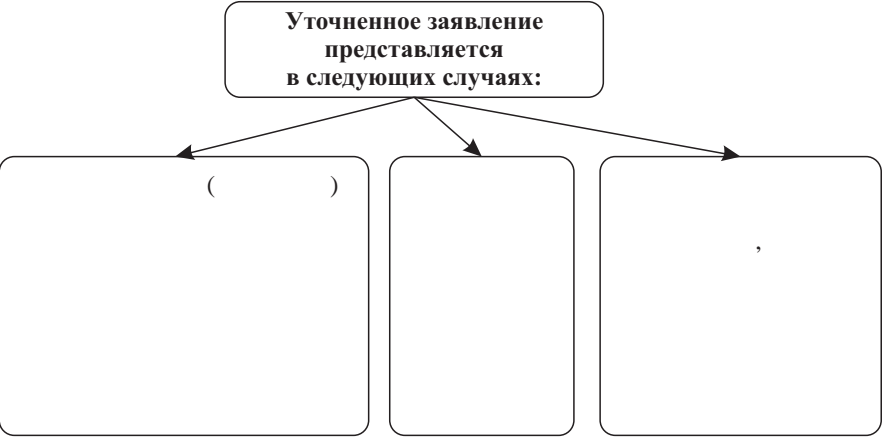 Уточненное заявление
представляется
в следующих случаях:
( )
,